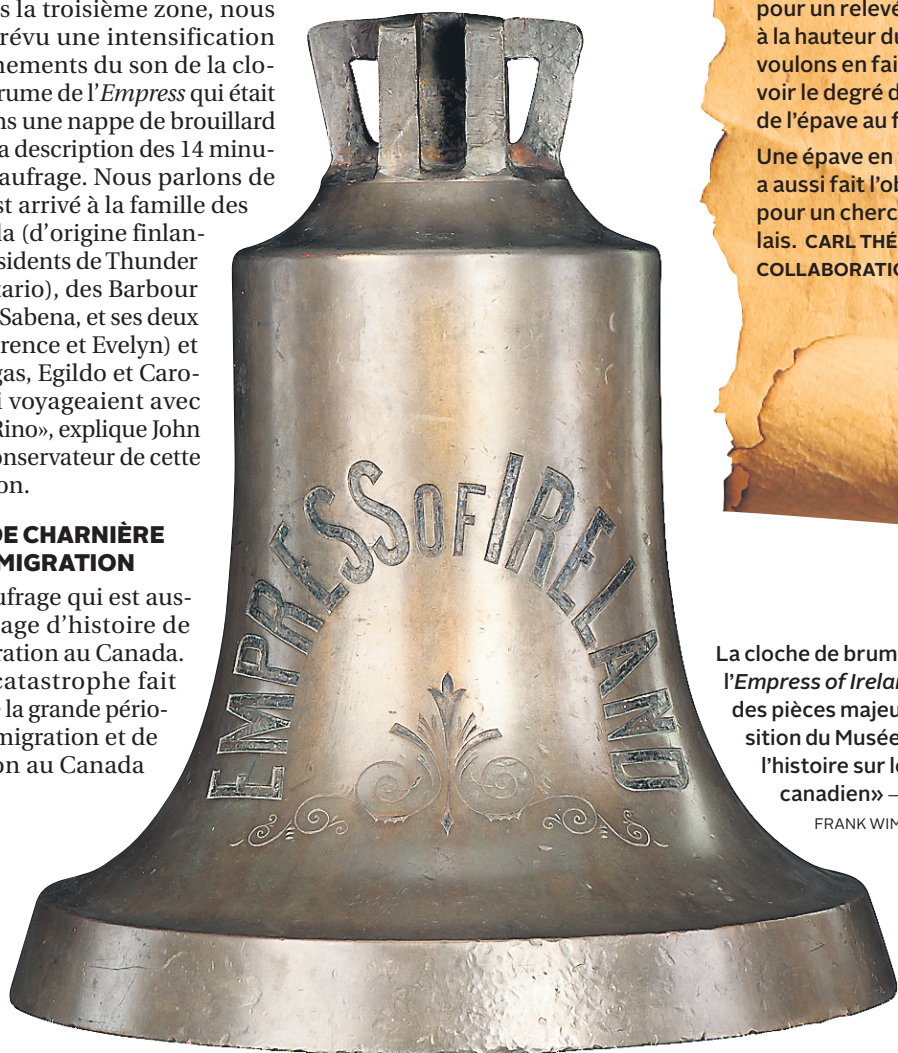 s la troisième zone, nous
révu une intensification
nements du son de la clo-
rume de l'Empress qui était
ns une nappe de brouillard
a description des 14 minu-
aufrage. Nous parlons de
st arrivé à la famille des
la (d'origine finlan-
sidents de Thunder
tario), des Barbour
Sabena, et ses deux
rence et Evelyn) et
gas, Egildo et Caro-
i voyageaient avec
Rino», explique John
onservateur de cette
on.
DE CHARNIÈRE
MIGRATION
ufrage qui est aus-
age d'histoire de
ration au Canada.
catastrophe fait
e la grande pério-
migration et de
on au Canada
EMPRESS OF IRELAND
pour un relevé
à la hauteur du
voulons en fai
voir le degré d
de l'épave au f
Une épave en
a aussi fait l'ob
pour un cherc
lais. CARL THÉ
COLLABORATIO
La cloche de brum
l'Empress of Irelan
des pièces majeu
sition du Musée
l'histoire sur le
canadien» –
FRANK WIM